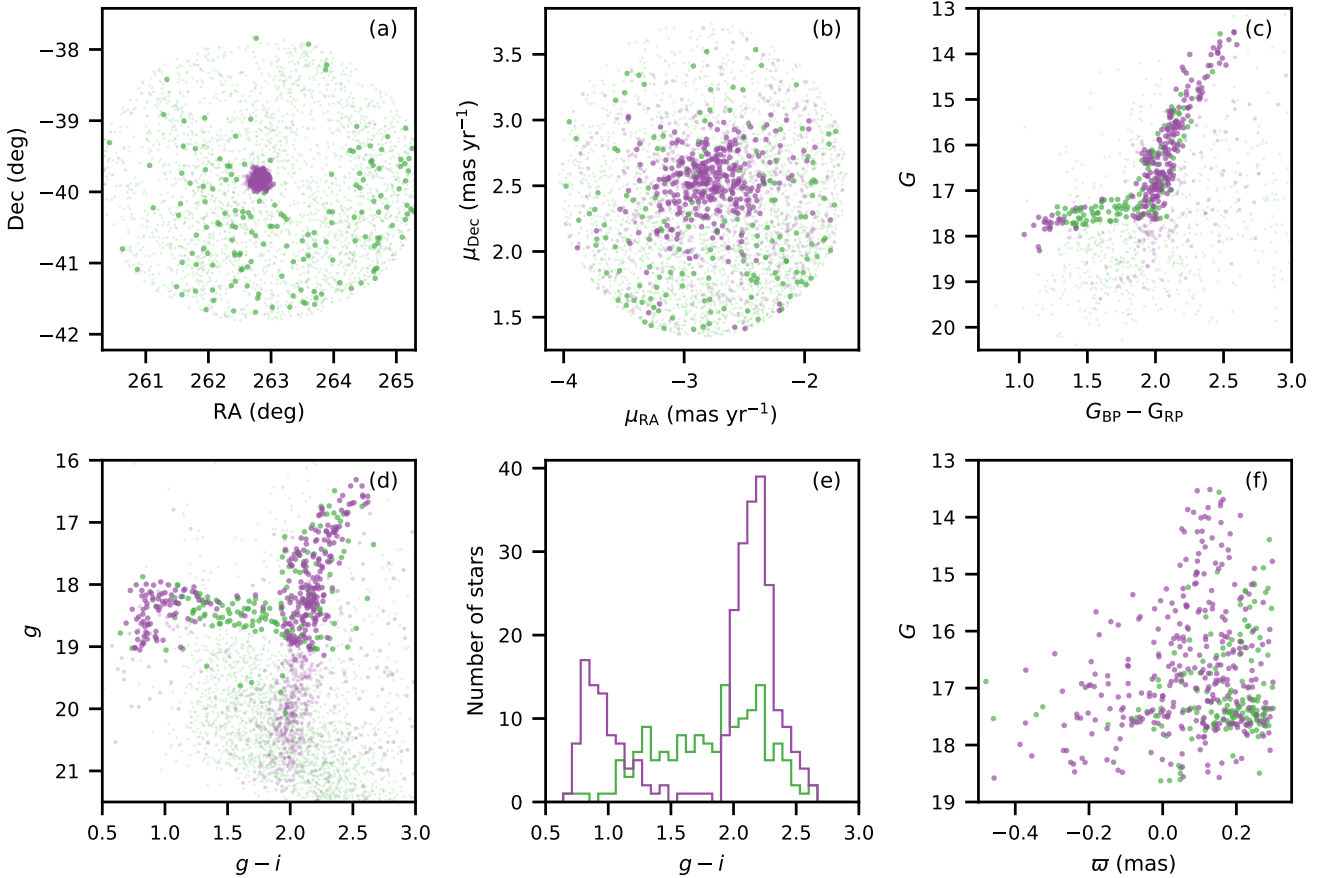 (a)
−38
−39
−40
−41
−42
261 262 263 264 265
RA (deg)
Dec (deg)
(b)
3.5
3.0
2.5
2.0
1.5
−4 −3 −2
μRA (mas yr−1)
μDec (mas yr−1)
(c)
13
14
15
16
17
18
19
20
1.0 1.5 2.0 2.5 3.0
GBP − GRP
G
(d)
16
17
18
19
20
21
0.5 1.0 1.5 2.0 2.5 3.0
g − i
g
(e)
40
30
20
10
0
0.5 1.0 1.5 2.0 2.5 3.0
g − i
Number of stars
(f)
13
14
15
16
17
18
19
−0.4 −0.2 0.0 0.2
ϖ (mas)
G